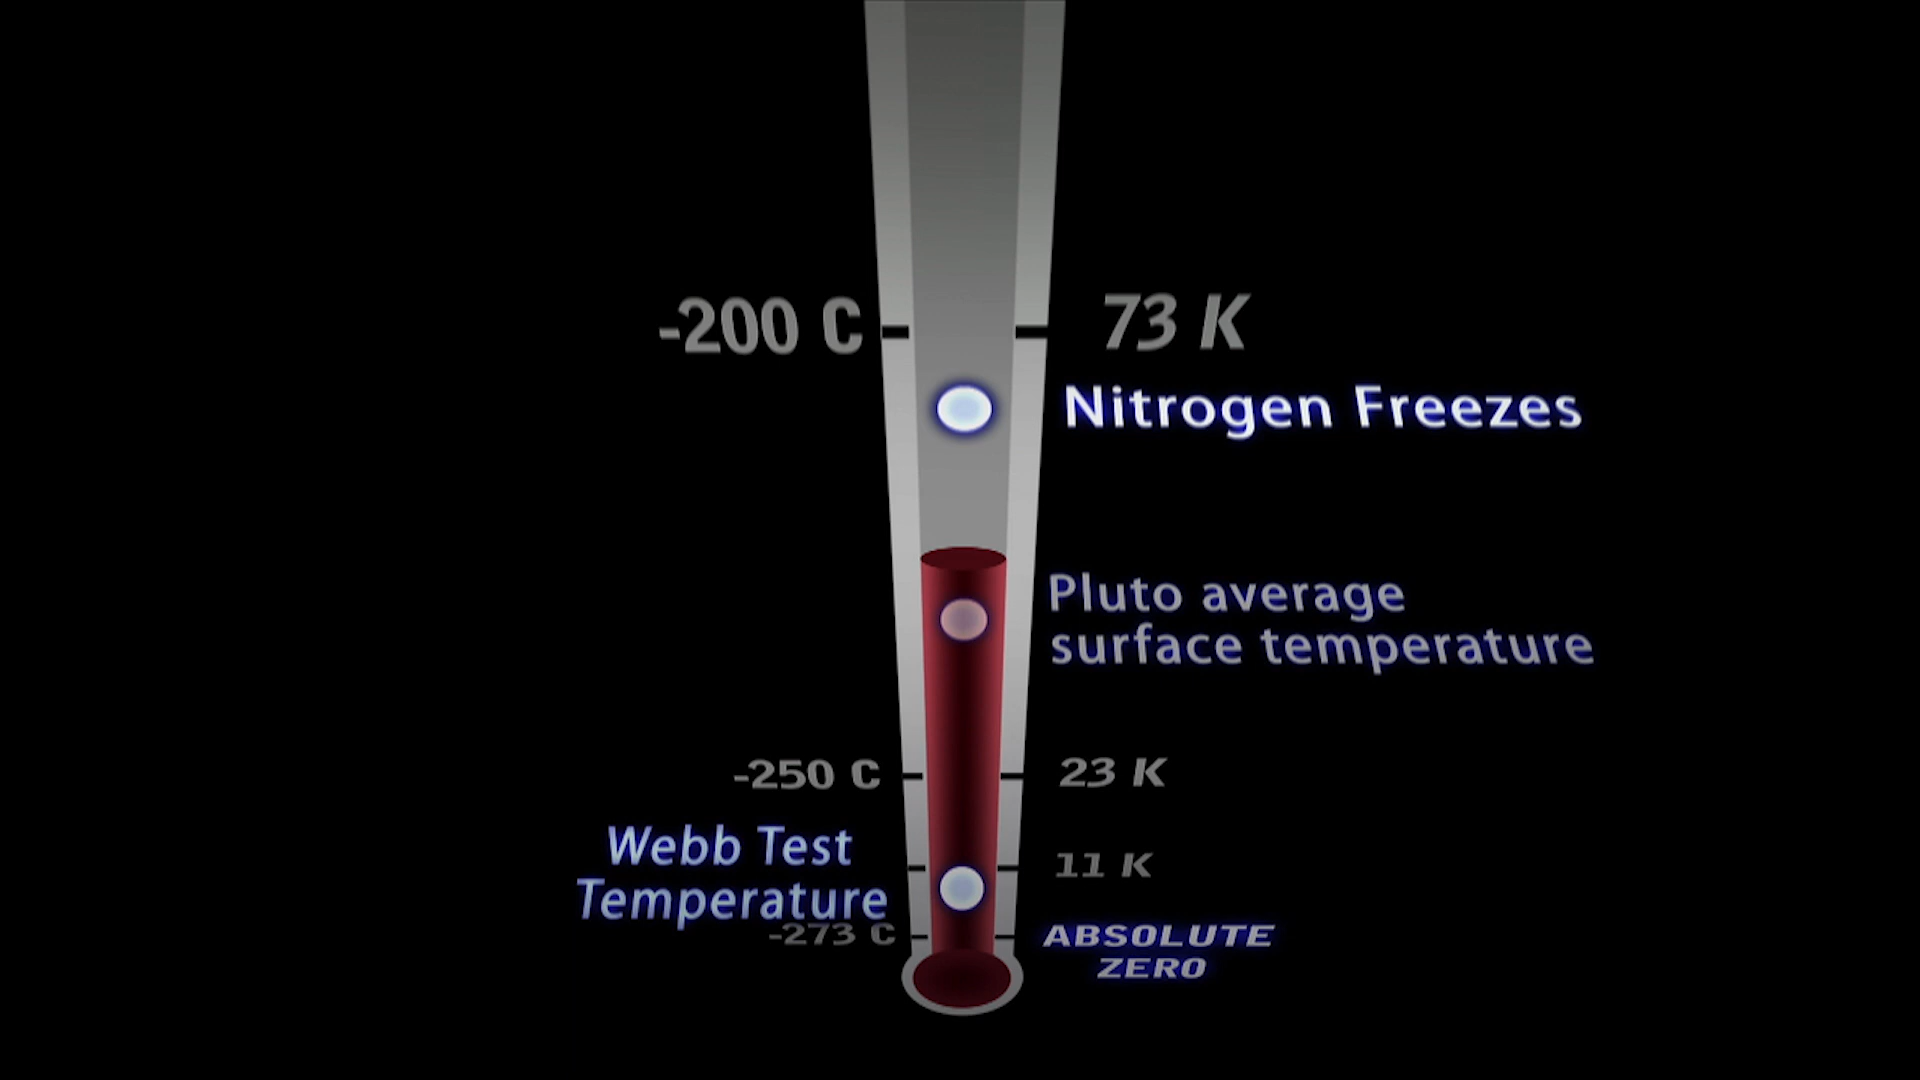 -200 C
73 K
Nitrogen Freezes
Pluto average
surface temperature
-250 C
23 K
Webb Test
Temperature
11 K
-273 C
ABSOLUTE
ZERO